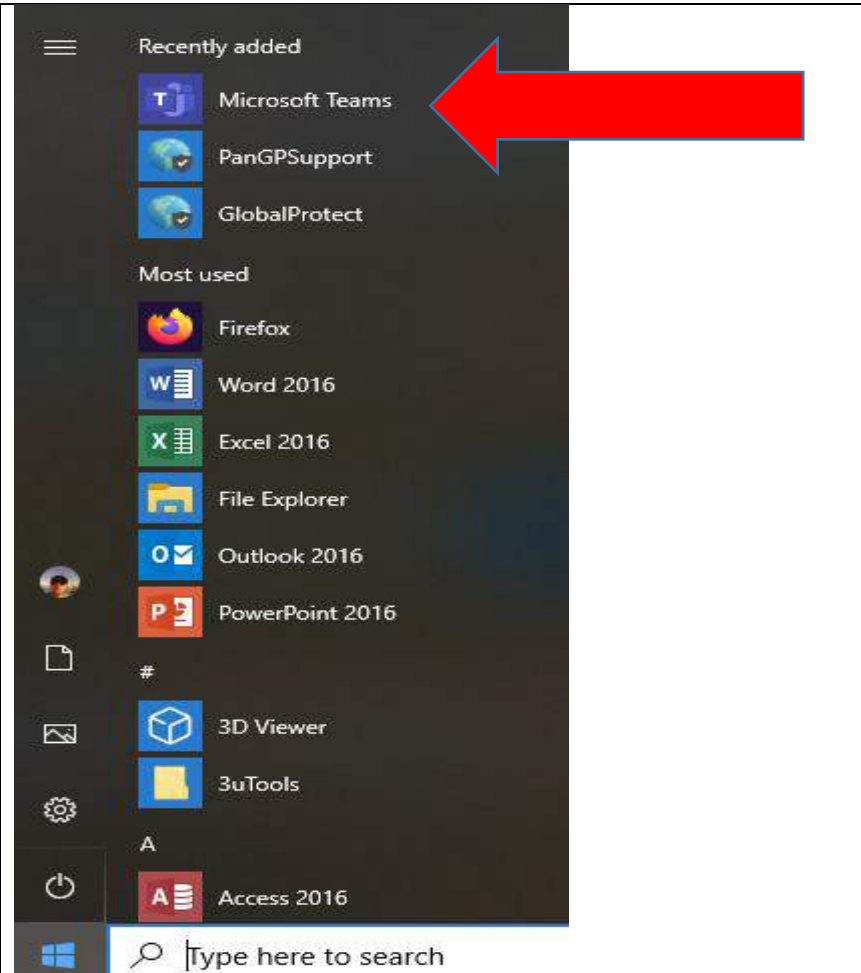 Recently added
Microsoft Teams
PanGPSupport
GlobalProtect
Most used
Firefox
Word 2016
Excel 2016
File Explorer
Outlook 2016
PowerPoint 2016
#
3D Viewer
3uTools
A
Access 2016
Type here to search